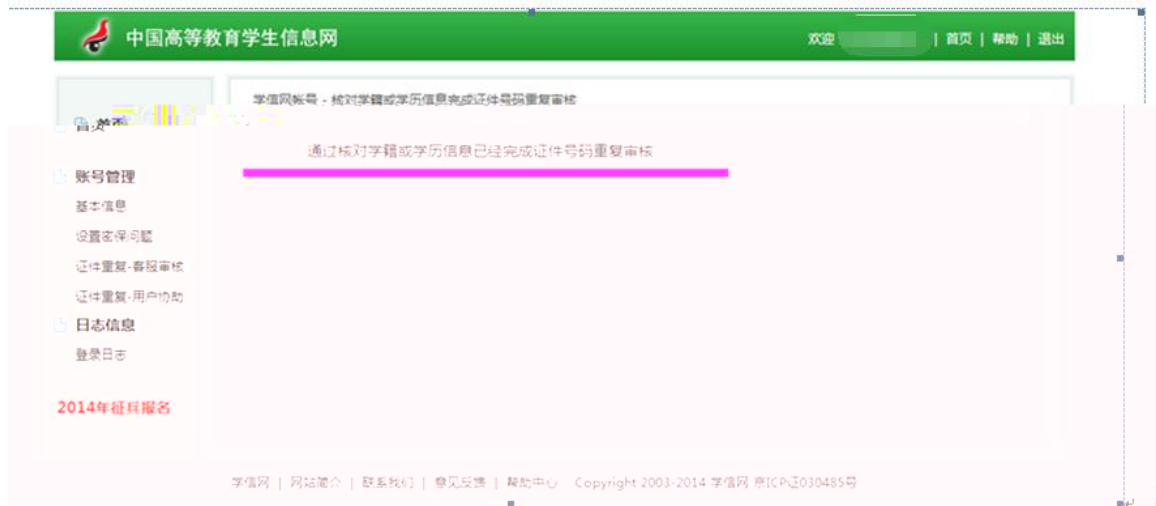 中国高等教育学生信息网
欢迎 | 首页 | 帮助 | 退出
学信网帐号 - 核对学籍或学历信息完成证件号码重复审核
首页
通过核对学籍或学历信息已经完成证件号码重复审核
账号管理
基本信息
设置密保问题
证件重复-客服审核
证件重复-用户协助
日志信息
登录日志
2014年征兵报名
学信网 | 网站简介 | 联系我们 | 意见反馈 | 帮助中心 Copyright 2003-2014 学信网 京ICP证030485号